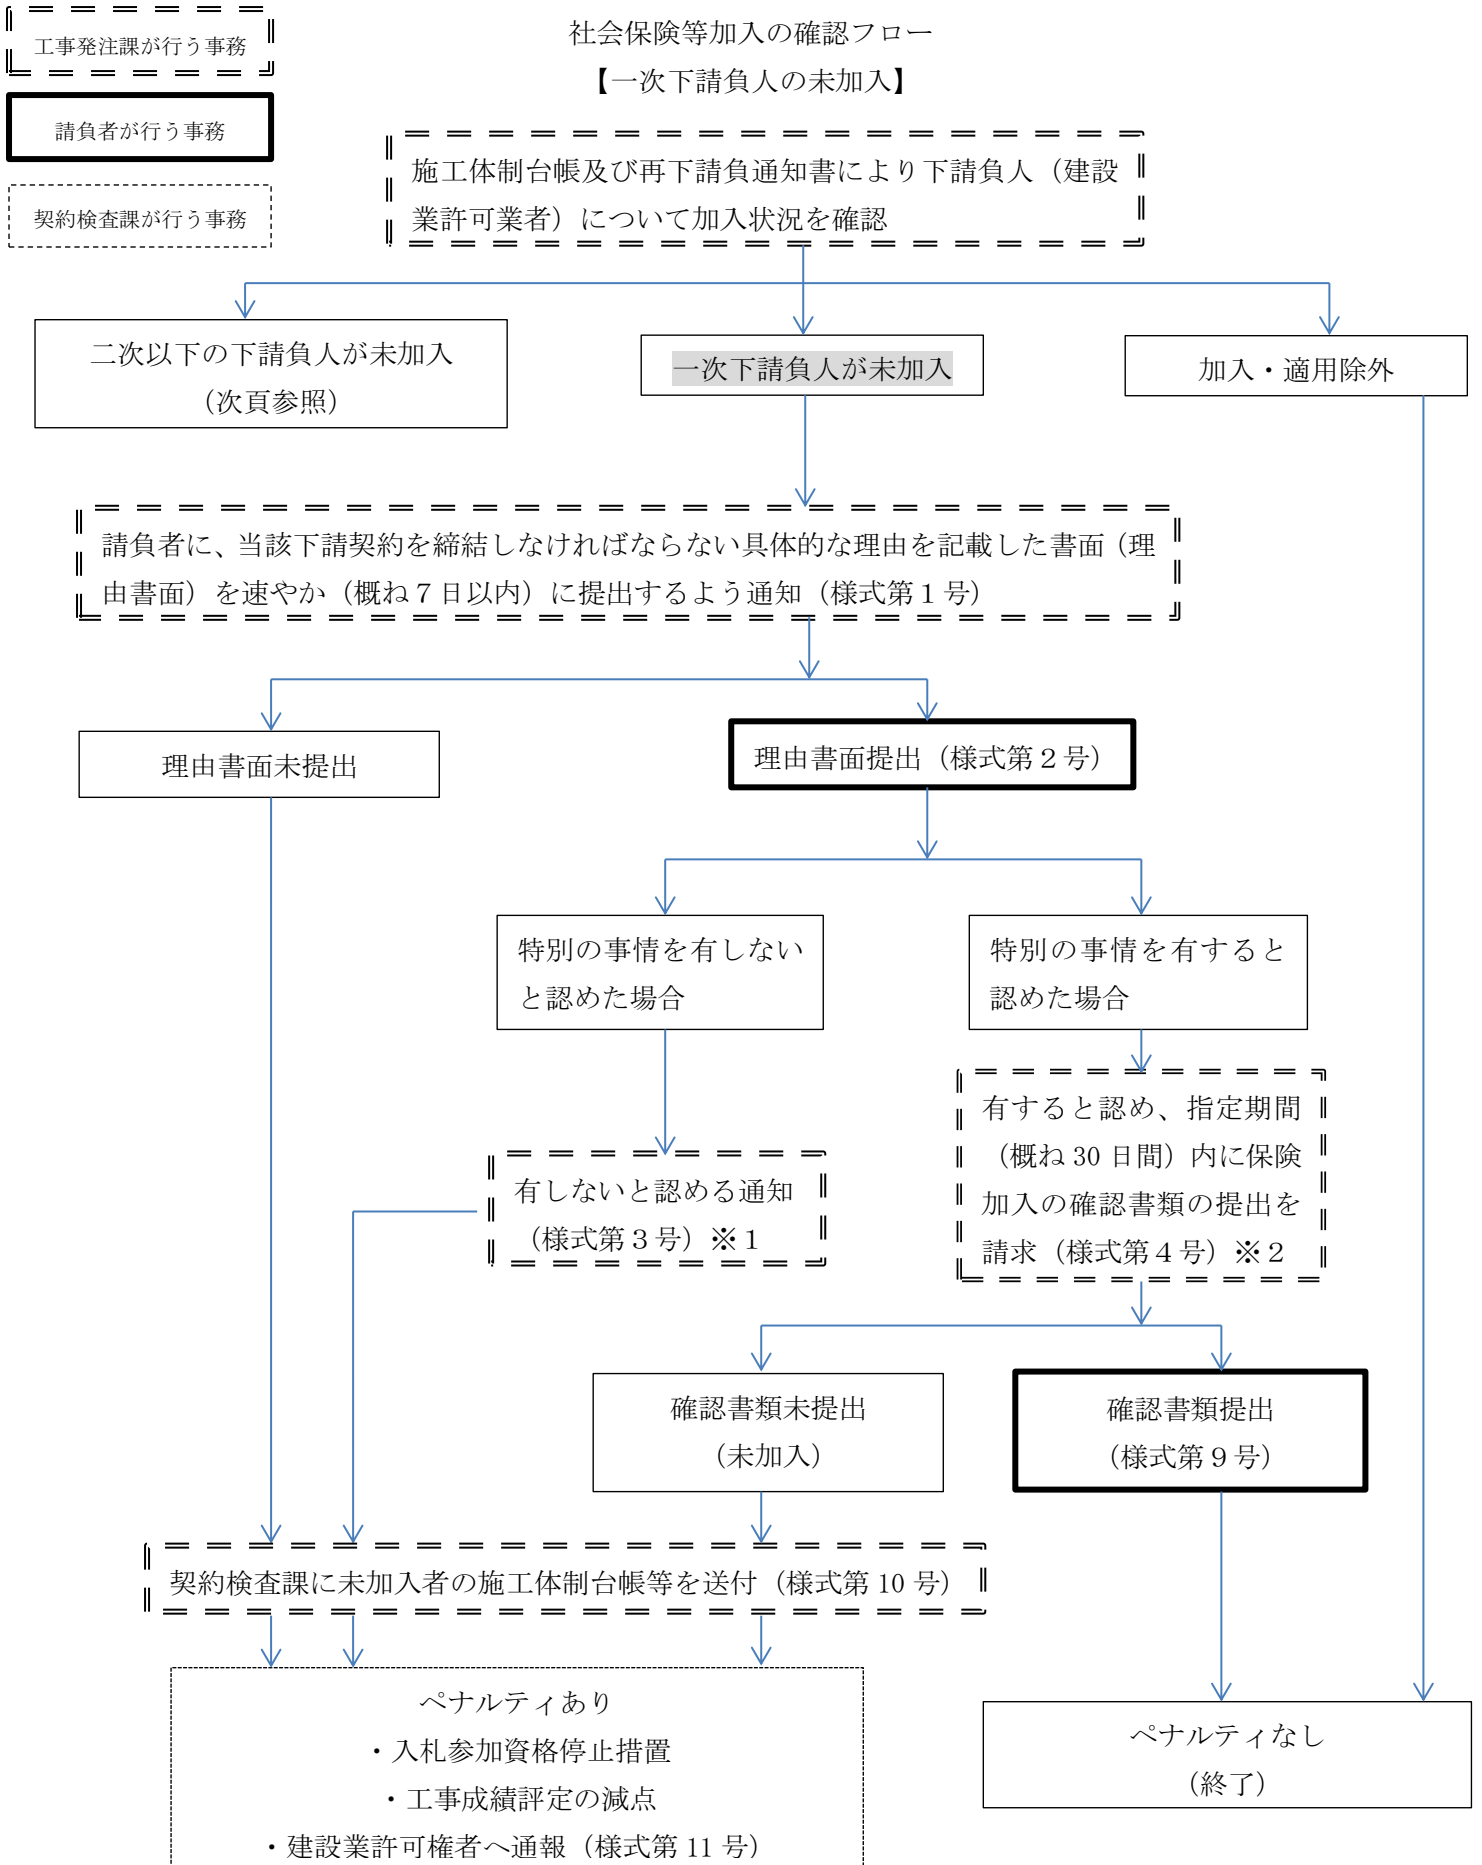 工事発注課が行う事務
請負者が行う事務
契約検査課が行う事務
社会保険等加入の確認フロー
【一次下請負人の未加入】
施工体制台帳及び再下請負通知書により下請負人（建設
業許可業者）について加入状況を確認
二次以下の下請負人が未加入
（次頁参照）
一次下請負人が未加入
加入・適用除外
請負者に、当該下請契約を締結しなければならない具体的な理由を記載した書面（理
由書面）を速やか（概ね７日以内）に提出するよう通知（様式第１号）
理由書面未提出
理由書面提出（様式第２号）
特別の事情を有しない
と認めた場合
特別の事情を有すると
認めた場合
有しないと認める通知
（様式第３号）※１
有すると認め、指定期間
（概ね 30 日間）内に保険
加入の確認書類の提出を
請求（様式第４号）※２
確認書類未提出
（未加入）
確認書類提出
（様式第９号）
契約検査課に未加入者の施工体制台帳等を送付（様式第 10 号）
ペナルティあり
・入札参加資格停止措置
・工事成績評定の減点
・建設業許可権者へ通報（様式第 11 号）
ペナルティなし
（終了）